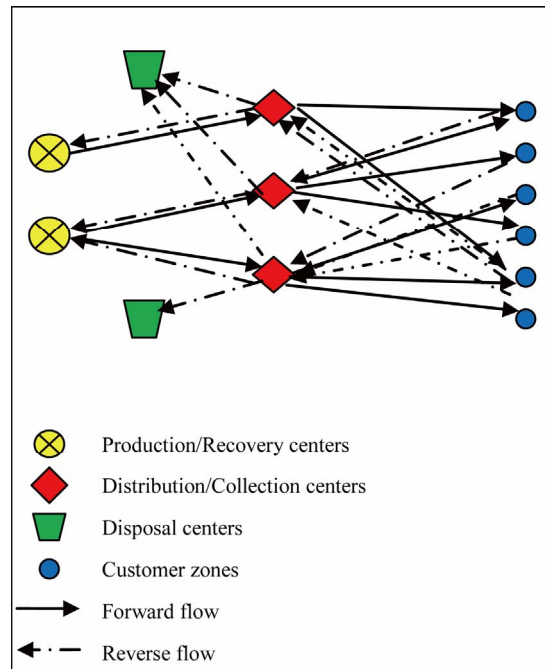 Production/Recovery centers
Distribution/Collection centers
Disposal centers
Customer zones
Forward flow
Reverse flow